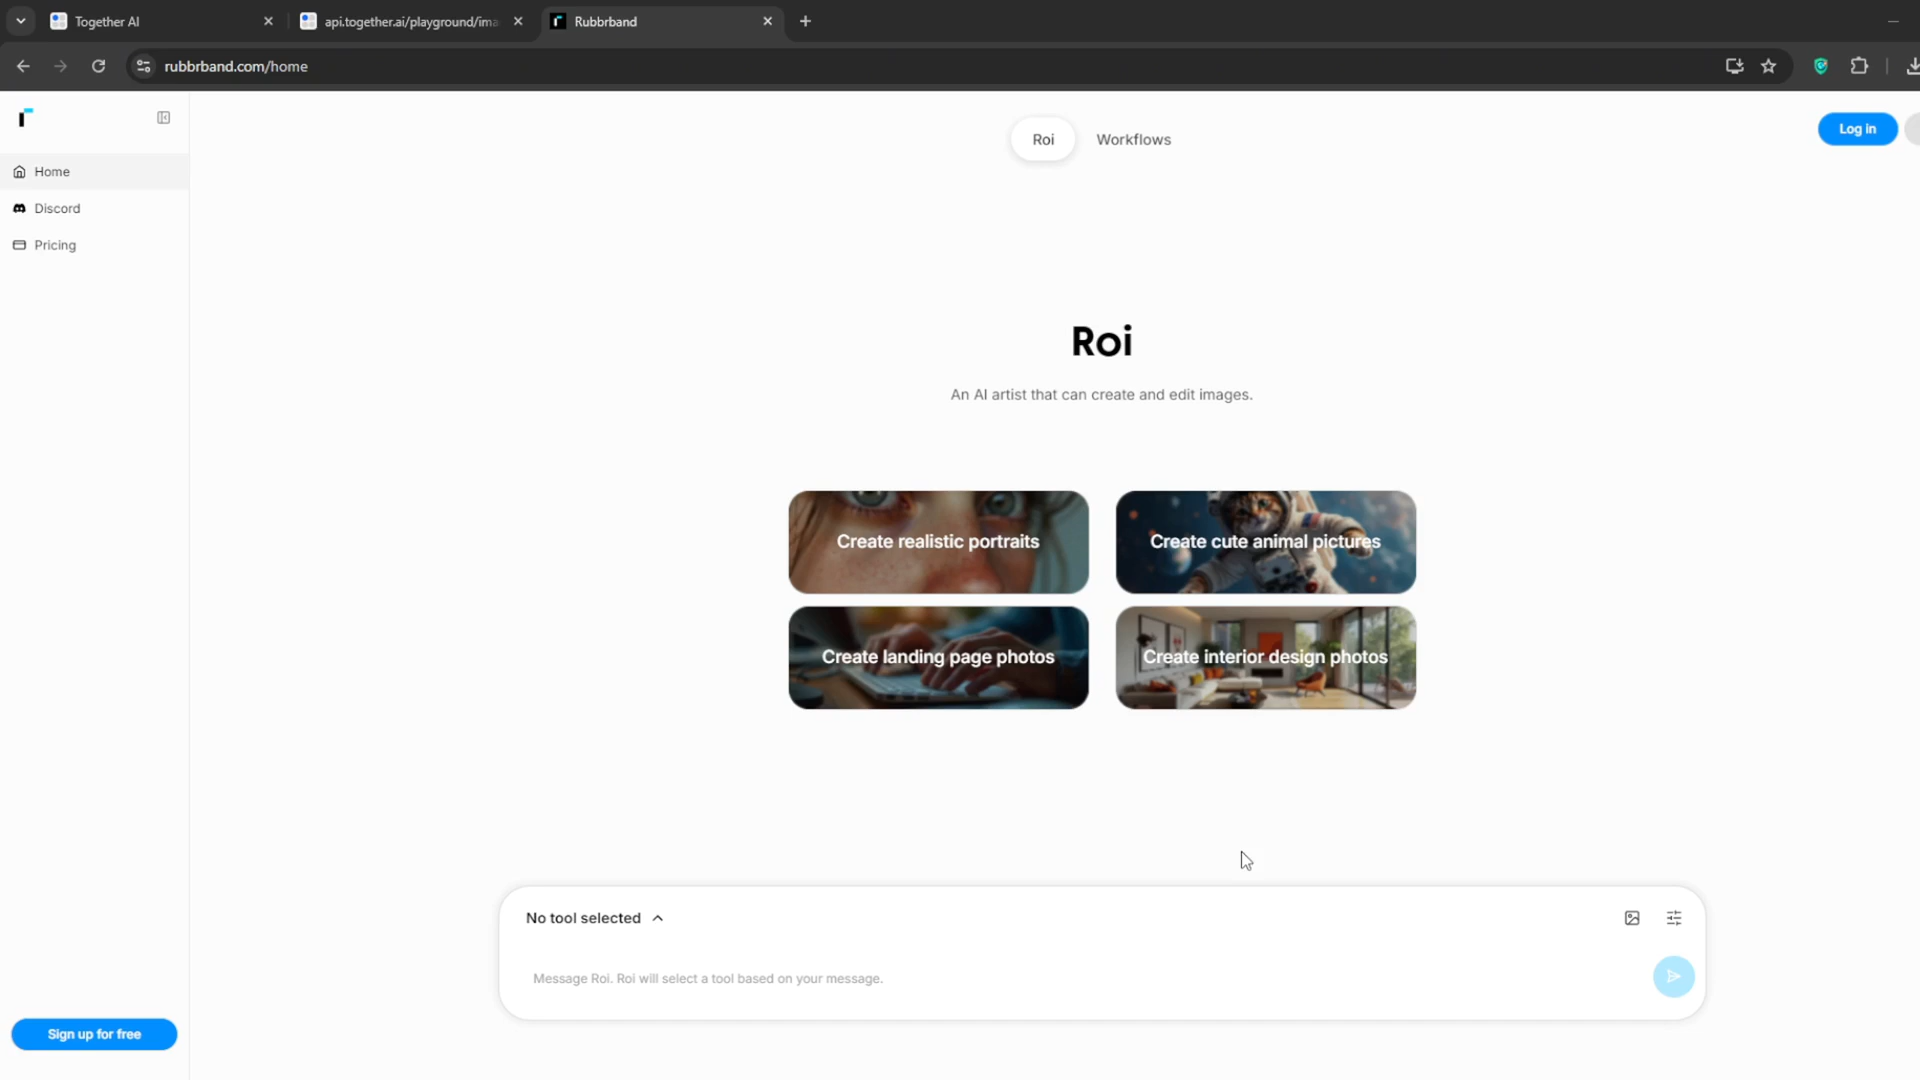 Together AI
api.together.ai/playground/ima
Rubbrband
rubbrband.com/home
Roi
Workflows
Log in
Home
Discord
Pricing
Roi
An AI artist that can create and edit images.
Create realistic portraits
Create cute animal pictures
Create landing page photos
Create interior design photos
No tool selected
Message Roi. Roi will select a tool based on your message.
Sign up for free